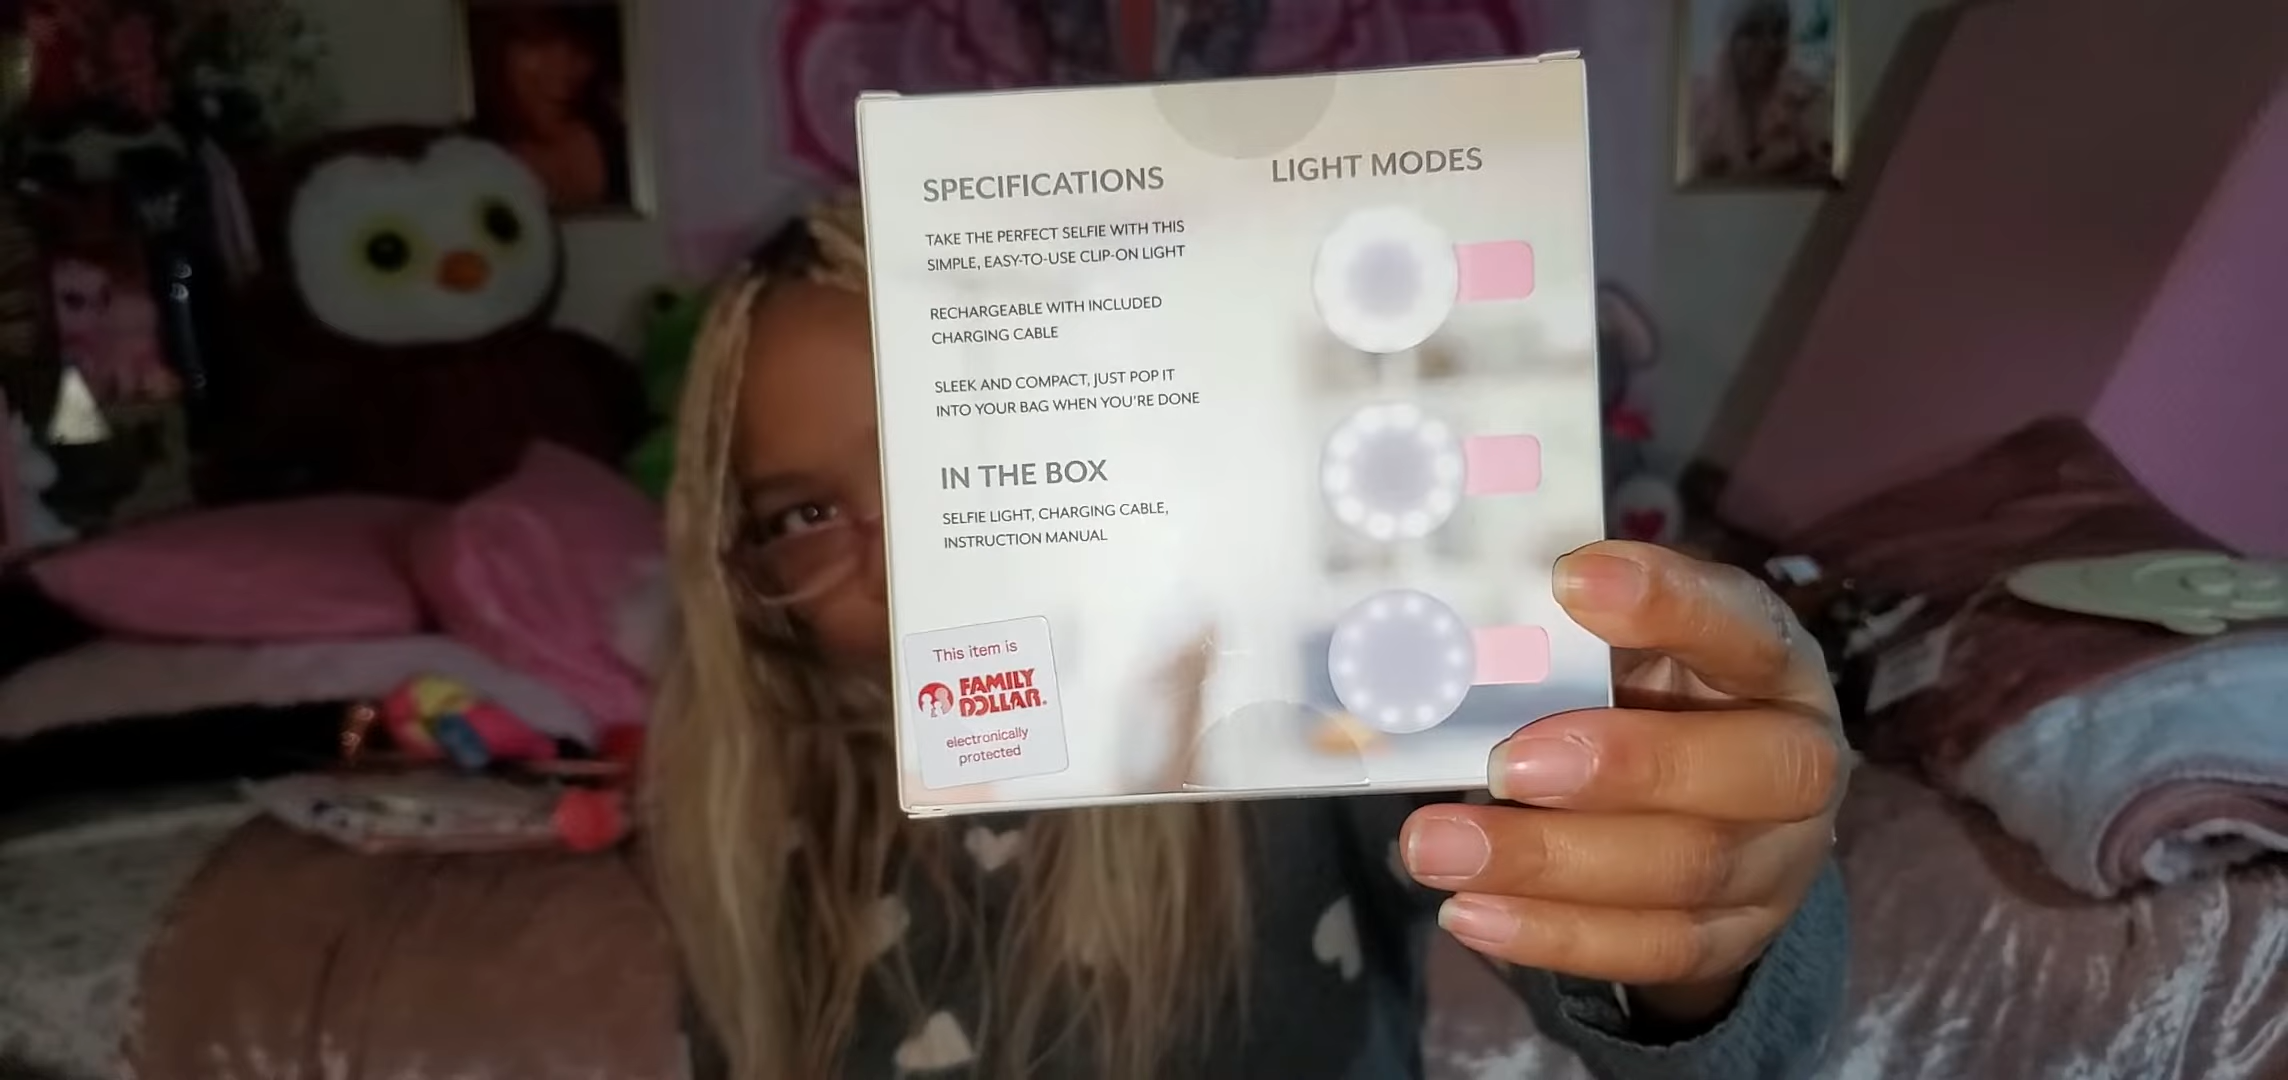 SPECIFICATIONS
TAKE THE PERFECT SELFIE WITH THIS
SIMPLE, EASY-TO-USE CLIP-ON LIGHT
RECHARGEABLE WITH INCLUDED
CHARGING CABLE
SLEEK AND COMPACT, JUST POP IT
INTO YOUR BAG WHEN YOU'RE DONE
IN THE BOX
SELFIE LIGHT, CHARGING CABLE,
INSTRUCTION MANUAL
This item is
FAMILY
DOLLAR.
electronically
protected
LIGHT MODES